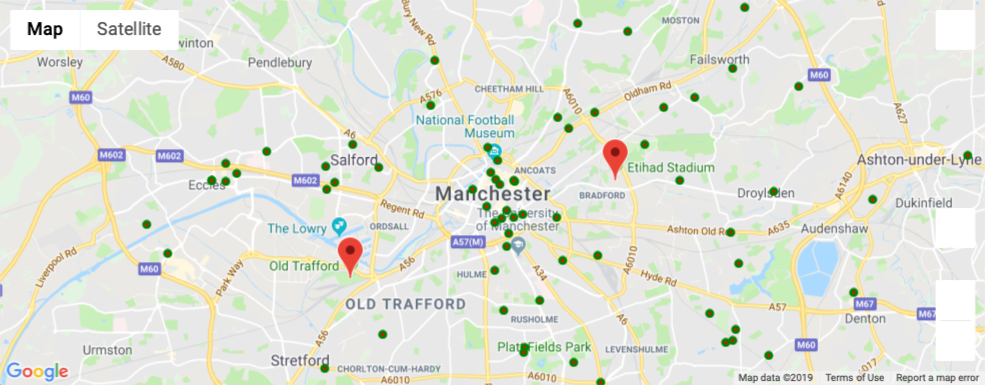 Map
Satellite
Bury New Rd
MOSTON
winton
Worsley
Pendlebury
A580
Failsworth
M60
M60
A576
CHEETHAM HILL
A6010
Oldham Rd
A627
National Football
Museum
A6
M602
M602
Salford
Etihad Stadium
Ashton-under-Lyne
ANCOATS
Eccles
M602
Manchester
BRADFORD
Droylsden
A6140
Dukinfield
Regent Rd
The University
of Manchester
The Lowry
ORDSALL
Ashton Old Rd
A635
Audenshaw
A57(M)
Liverpool Rd
M60
Park Way
Old Trafford
A56
HULME
A34
A6010
Hyde Rd
OLD TRAFFORD
A57
M60
M67
M67
Denton
RUSHOLME
A56
A6
Urmston
Stretford
Platt Fields Park
LEVENSHULME
M60
CHORLTON-CUM-HARDY
A6010
A6010
Google
Map data ©2019
Terms of Use
Report a map error